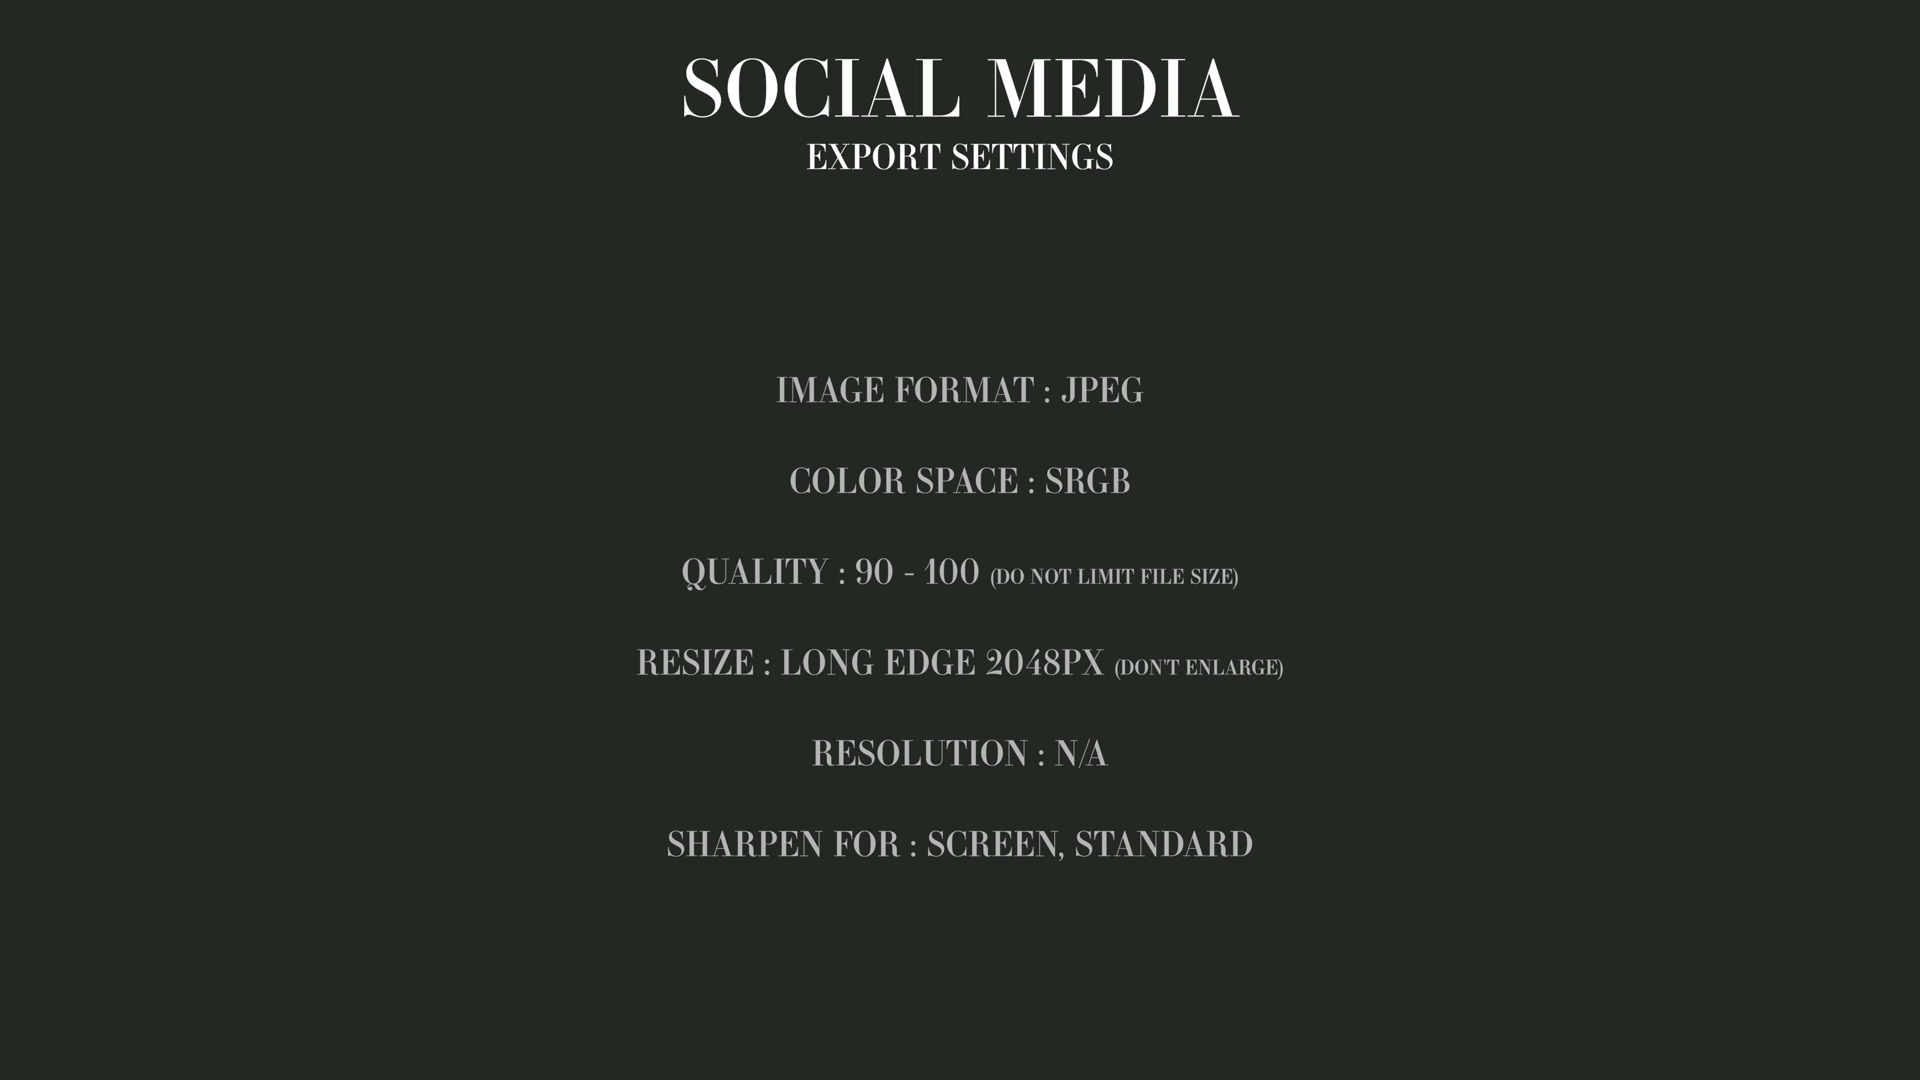 SOCIAL MEDIA
EXPORT SETTINGS
IMAGE FORMAT : JPEG
COLOR SPACE : SRGB
QUALITY : 90 - 100 (DO NOT LIMIT FILE SIZE)
RESIZE : LONG EDGE 2048PX (DON'T ENLARGE)
RESOLUTION : N/A
SHARPEN FOR : SCREEN, STANDARD